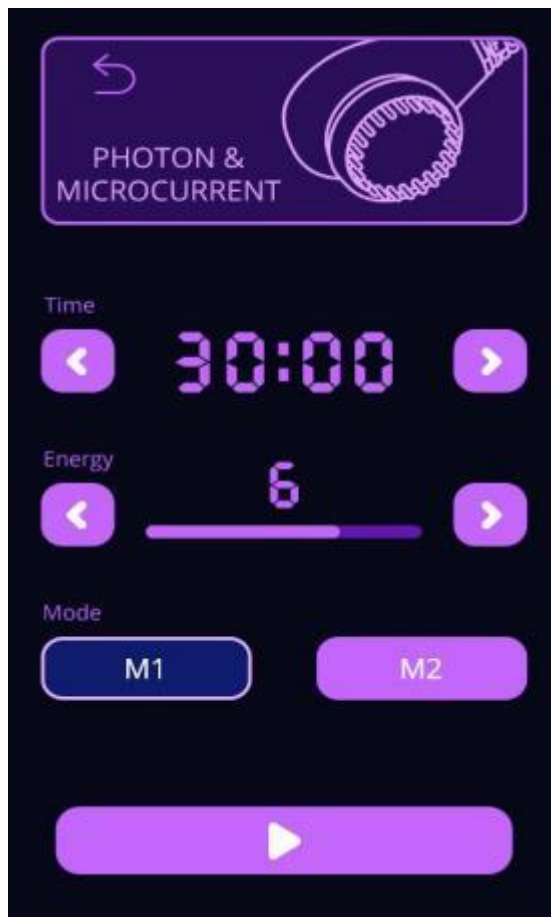 PHOTON &
MICROCURRENT
Time
30:00
Energy
6
Mode
M1
M2